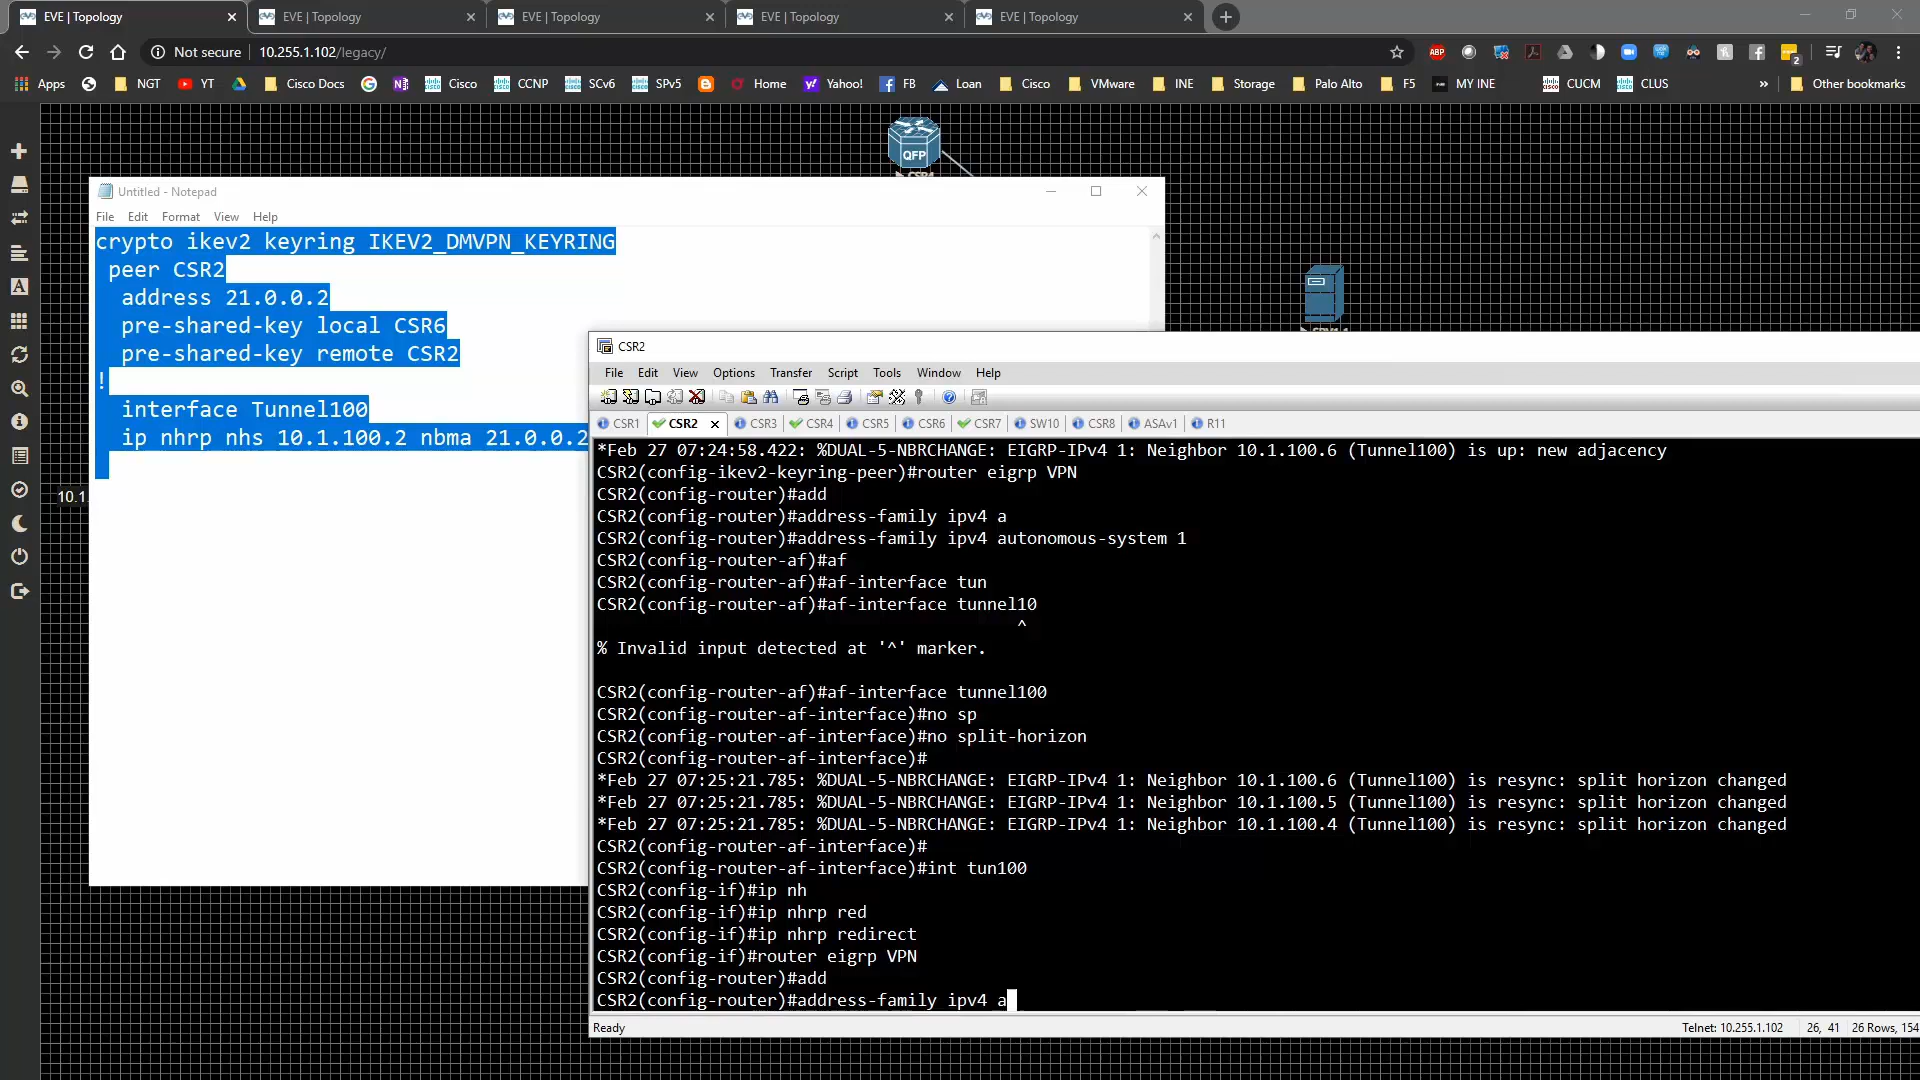 EVE | Topology
EVE | Topology
EVE | Topology
EVE | Topology
EVE | Topology
Not secure 10.255.1.102/legacy/
ABP
2
Apps NGT YT Cisco Docs Cisco CCNP SCv6 SPv5 Home Yahoo! FB Loan Cisco VMware INE Storage Palo Alto F5 MY INE CUCM CLUS » Other bookmarks
QFP
CSR4
Untitled - Notepad
File Edit Format View Help
crypto ikev2 keyring IKEV2_DMVPN_KEYRING
peer CSR2
address 21.0.0.2
pre-shared-key local CSR6
pre-shared-key remote CSR2
!
interface Tunnel100
ip nhrp nhs 10.1.100.2 nbma 21.0.0.2
10.1.
CSR2
File Edit View Options Transfer Script Tools Window Help
CSR1 CSR2 CSR3 CSR4 CSR5 CSR6 CSR7 SW10 CSR8 ASAv1 R11
*Feb 27 07:24:58.422: %DUAL-5-NBRCHANGE: EIGRP-IPv4 1: Neighbor 10.1.100.6 (Tunnel100) is up: new adjacency
CSR2(config-ikev2-keyring-peer)#router eigrp VPN
CSR2(config-router)#add
CSR2(config-router)#address-family ipv4 a
CSR2(config-router)#address-family ipv4 autonomous-system 1
CSR2(config-router-af)#af
CSR2(config-router-af)#af-interface tun
CSR2(config-router-af)#af-interface tunnel10
^
% Invalid input detected at '^' marker.
CSR2(config-router-af)#af-interface tunnel100
CSR2(config-router-af-interface)#no sp
CSR2(config-router-af-interface)#no split-horizon
CSR2(config-router-af-interface)#
*Feb 27 07:25:21.785: %DUAL-5-NBRCHANGE: EIGRP-IPv4 1: Neighbor 10.1.100.6 (Tunnel100) is resync: split horizon changed
*Feb 27 07:25:21.785: %DUAL-5-NBRCHANGE: EIGRP-IPv4 1: Neighbor 10.1.100.5 (Tunnel100) is resync: split horizon changed
*Feb 27 07:25:21.785: %DUAL-5-NBRCHANGE: EIGRP-IPv4 1: Neighbor 10.1.100.4 (Tunnel100) is resync: split horizon changed
CSR2(config-router-af-interface)#
CSR2(config-router-af-interface)#int tun100
CSR2(config-if)#ip nh
CSR2(config-if)#ip nhrp red
CSR2(config-if)#ip nhrp redirect
CSR2(config-if)#router eigrp VPN
CSR2(config-router)#add
CSR2(config-router)#address-family ipv4 a
Ready Telnet: 10.255.1.102 26, 41 26 Rows, 154